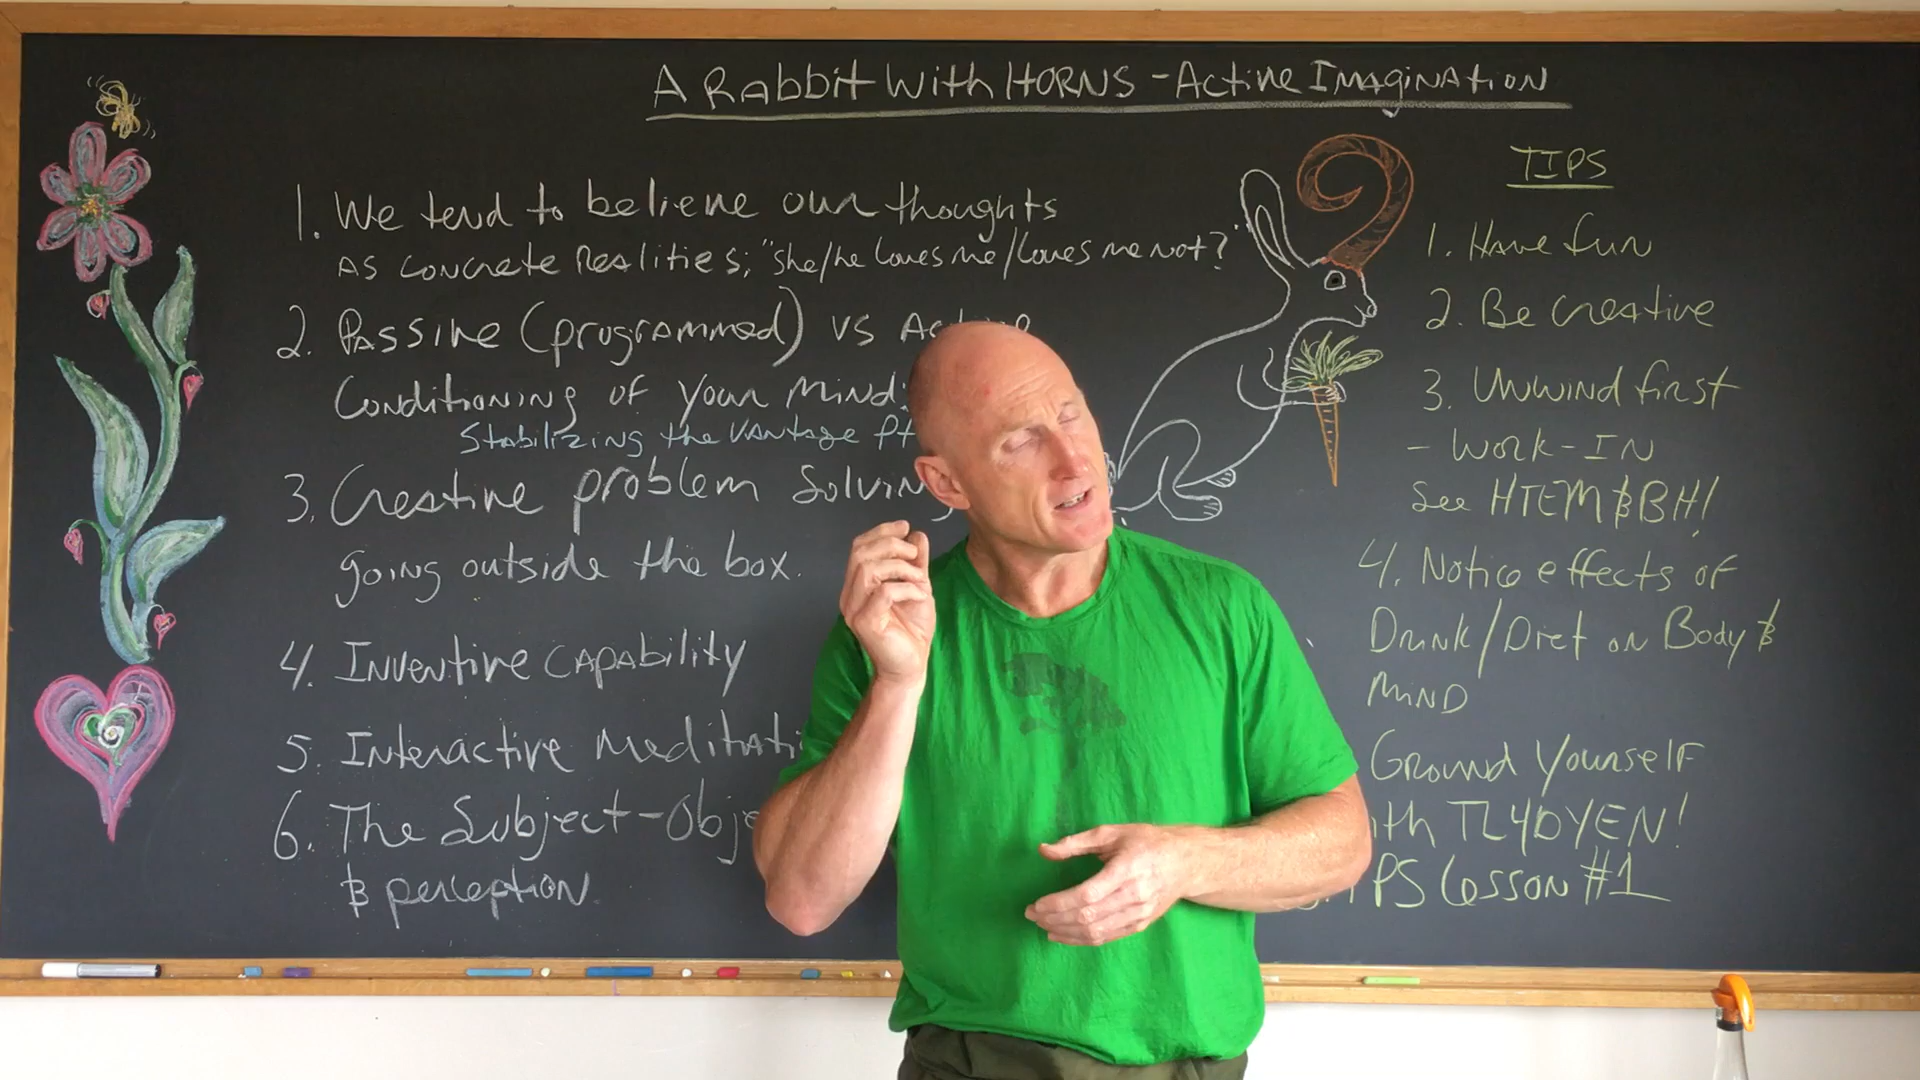 A Rabbit With HORNS - Active Imagination
1. We tend to believe our thoughts
As concrete realities; "she/he loves me/loves me not?"
2. Passive (programmed) vs
Conditioning of your mind:
Stabilizing the vantage pt
3. Creative problem solving
going outside the box.
4. Inventive capability
5. Interactive
6. The Subject-
& perception
TIPS
1. Have fun
2. Be Creative
3. Unwind first
- Work-IN
See HTEM&BH!
4. Notice effects of
Drink/Diet on Body &
Mind
Ground Yourself
TL4DYEN!
PPS Lesson #1